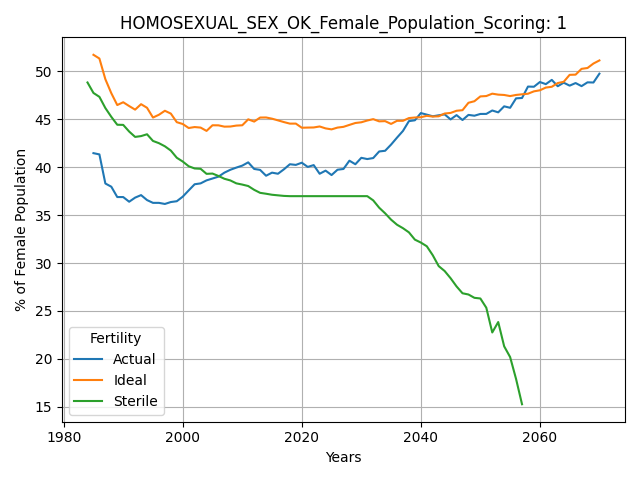 HOMOSEXUAL_SEX_OK_Female_Population_Scoring: 1
% of Female Population
50
45
40
35
30
25
20
15
Fertility
Actual
Ideal
Sterile
1980 2000 2020 2040 2060
Years